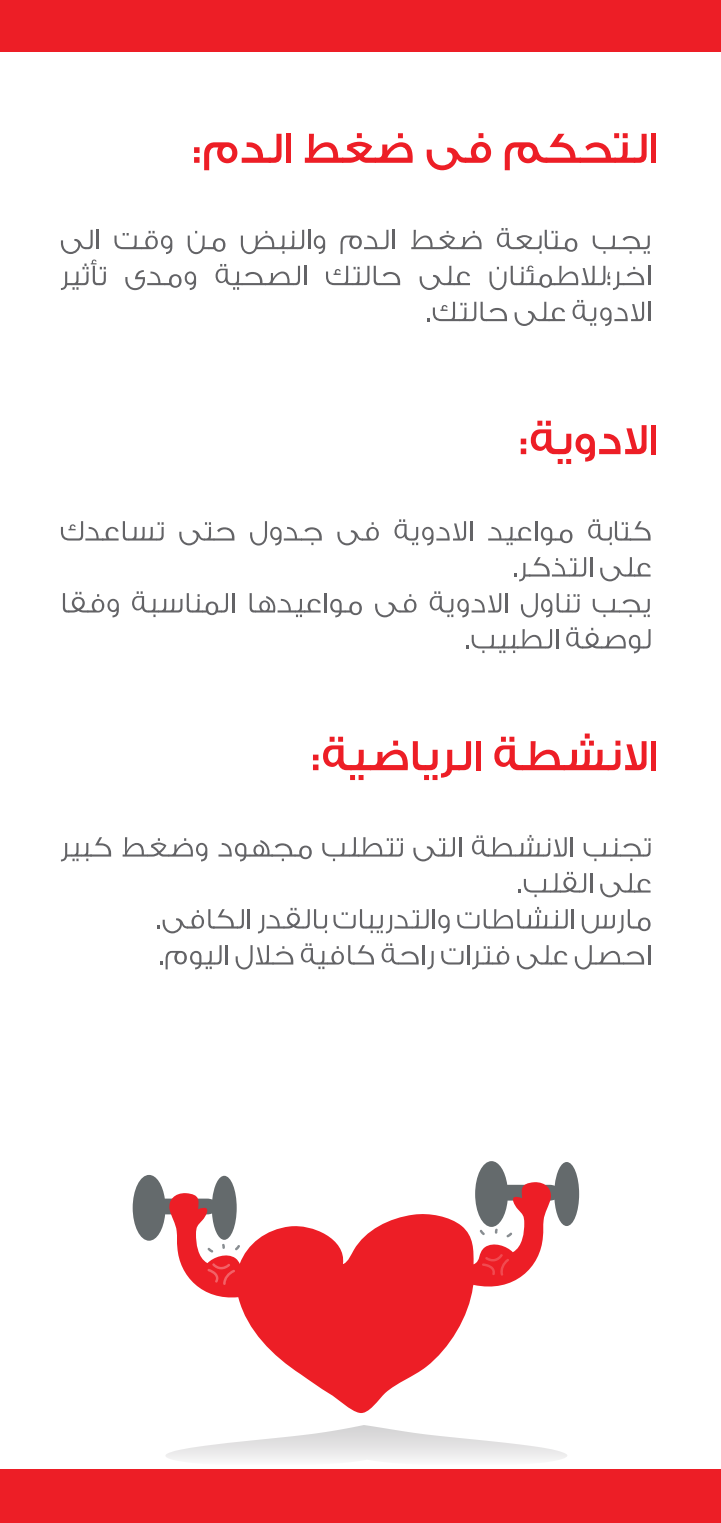 التحكم فى ضغط الدم:
يجب متابعة ضغط الدم والنبض من وقت الى
اخر؛للاطمئنان على حالتك الصحية ومدى تأثير
الادوية على حالتك.
الادوية:
كتابة مواعيد الادوية فى جدول حتى تساعدك
على التذكر.
يجب تناول الادوية فى مواعيدها المناسبة وفقا
لوصفة الطبيب.
الانشطة الرياضية:
تجنب الانشطة التى تتطلب مجهود وضغط كبير
على القلب.
مارس النشاطات والتدريبات بالقدر الكافى.
احصل على فترات راحة كافية خلال اليوم.